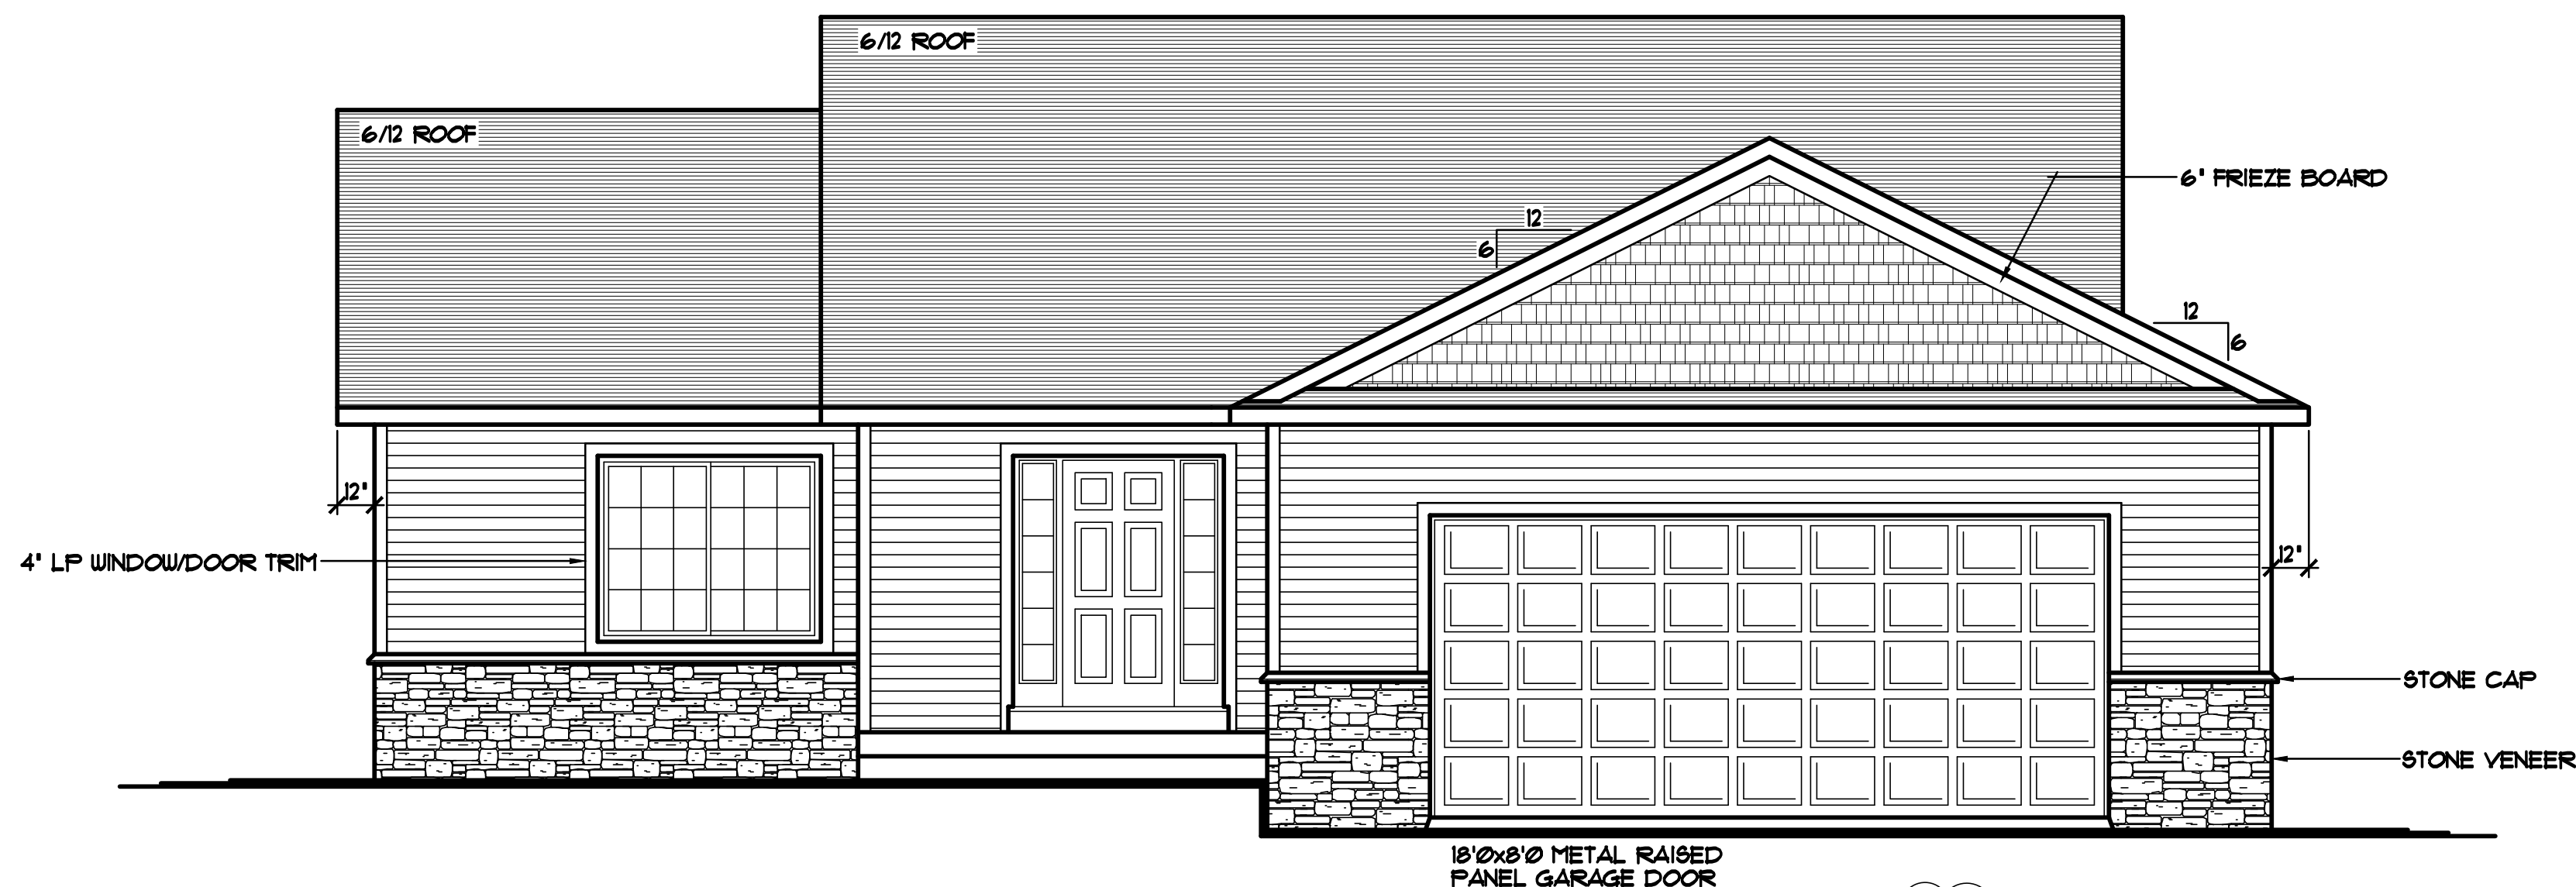 6/12 ROOF
6/12 ROOF
6" FRIEZE BOARD
12
6
12
6
12"
12"
4" LP WINDOW/DOOR TRIM
STONE CAP
STONE VENEER
18'0x8'0 METAL RAISED
PANEL GARAGE DOOR